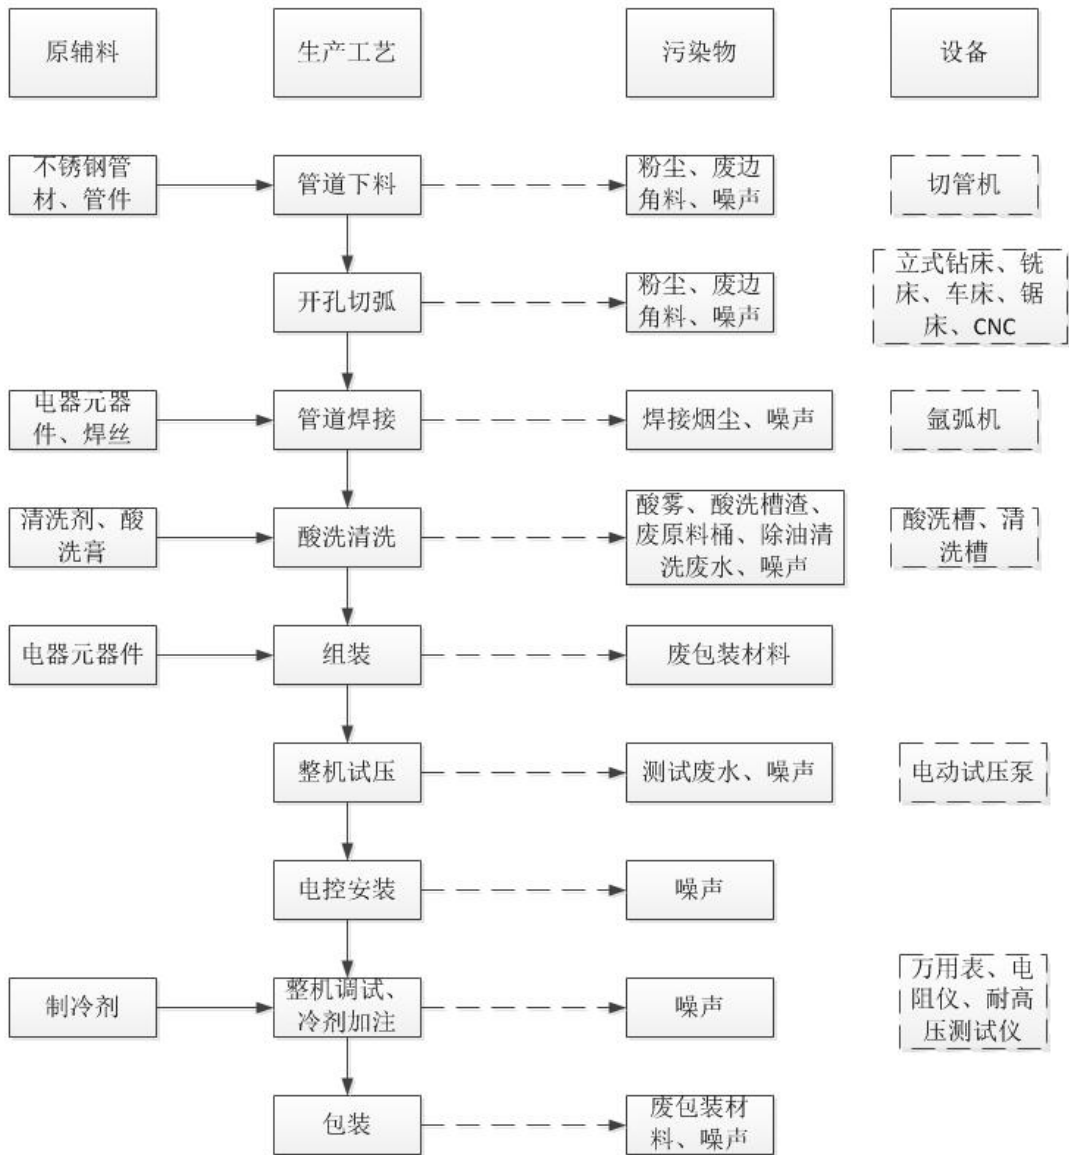 原辅料
生产工艺
污染物
设备
不锈钢管
材、管件
管道下料
粉尘、废边
角料、噪声
切管机
开孔切弧
粉尘、废边
角料、噪声
立式钻床、铣
床、车床、锯
床、CNC
电器元器
件、焊丝
管道焊接
焊接烟尘、噪声
氩弧机
清洗剂、酸
洗膏
酸洗清洗
酸雾、酸洗槽渣、
废原料桶、除油清
洗废水、噪声
酸洗槽、清
洗槽
电器元器件
组装
废包装材料
整机试压
测试废水、噪声
电动试压泵
电控安装
噪声
制冷剂
整机调试、
冷剂加注
噪声
万用表、电
阻仪、耐高
压测试仪
包装
废包装材
料、噪声